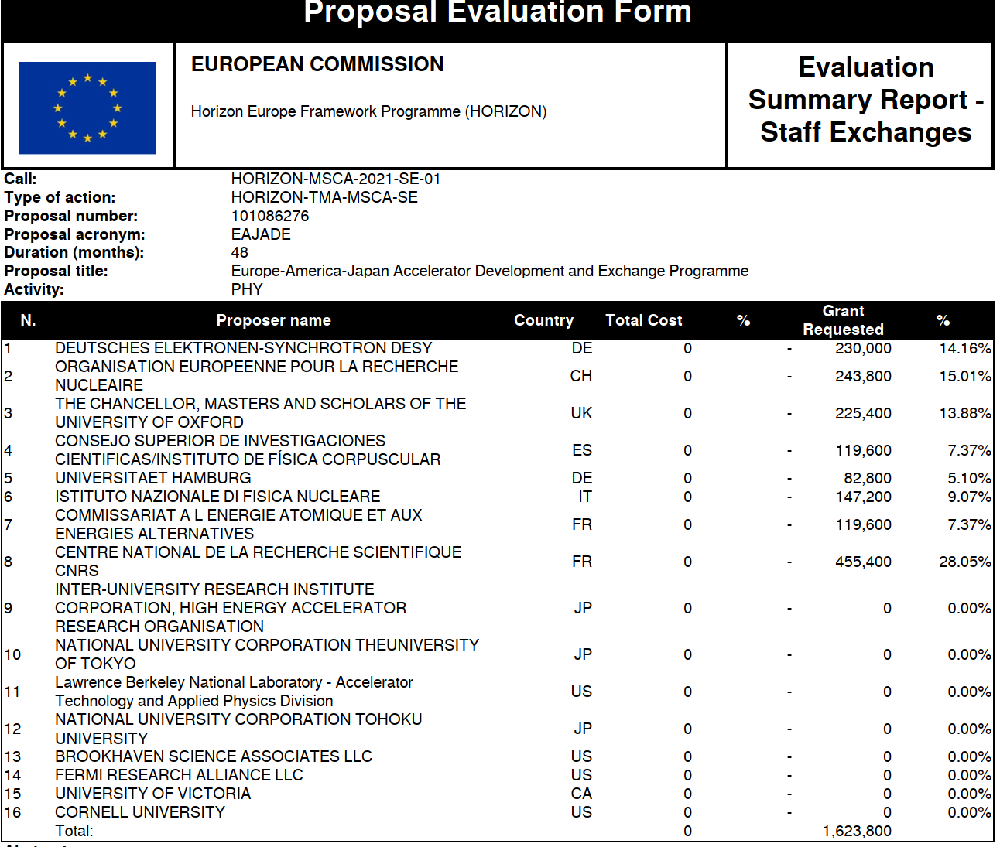 Proposal Evaluation Form
EUROPEAN COMMISSION
Horizon Europe Framework Programme (HORIZON)
Evaluation
Summary Report -
Staff Exchanges
Call: HORIZON-MSCA-2021-SE-01
Type of action: HORIZON-TMA-MSCA-SE
Proposal number: 101086276
Proposal acronym: EAJADE
Duration (months): 48
Proposal title: Europe-America-Japan Accelerator Development and Exchange Programme
Activity: PHY
N. Proposer name Country Total Cost % Grant Requested %
1 DEUTSCHES ELEKTRONEN-SYNCHROTRON DESY DE 0 - 230,000 14.16%
2 ORGANISATION EUROPEENNE POUR LA RECHERCHE
NUCLEAIRE CH 0 - 243,800 15.01%
3 THE CHANCELLOR, MASTERS AND SCHOLARS OF THE
UNIVERSITY OF OXFORD UK 0 - 225,400 13.88%
4 CONSEJO SUPERIOR DE INVESTIGACIONES
CIENTIFICAS/INSTITUTO DE FÍSICA CORPUSCULAR ES 0 - 119,600 7.37%
5 UNIVERSITAET HAMBURG DE 0 - 82,800 5.10%
6 ISTITUTO NAZIONALE DI FISICA NUCLEARE IT 0 - 147,200 9.07%
7 COMMISSARIAT A L ENERGIE ATOMIQUE ET AUX
ENERGIES ALTERNATIVES FR 0 - 119,600 7.37%
8 CENTRE NATIONAL DE LA RECHERCHE SCIENTIFIQUE
CNRS FR 0 - 455,400 28.05%
9 INTER-UNIVERSITY RESEARCH INSTITUTE
CORPORATION, HIGH ENERGY ACCELERATOR
RESEARCH ORGANISATION JP 0 - 0 0.00%
10 NATIONAL UNIVERSITY CORPORATION THEUNIVERSITY
OF TOKYO JP 0 - 0 0.00%
11 Lawrence Berkeley National Laboratory - Accelerator
Technology and Applied Physics Division US 0 - 0 0.00%
12 NATIONAL UNIVERSITY CORPORATION TOHOKU
UNIVERSITY JP 0 - 0 0.00%
13 BROOKHAVEN SCIENCE ASSOCIATES LLC US 0 - 0 0.00%
14 FERMI RESEARCH ALLIANCE LLC US 0 - 0 0.00%
15 UNIVERSITY OF VICTORIA CA 0 - 0 0.00%
16 CORNELL UNIVERSITY US 0 - 0 0.00%
Total: 0 1,623,800